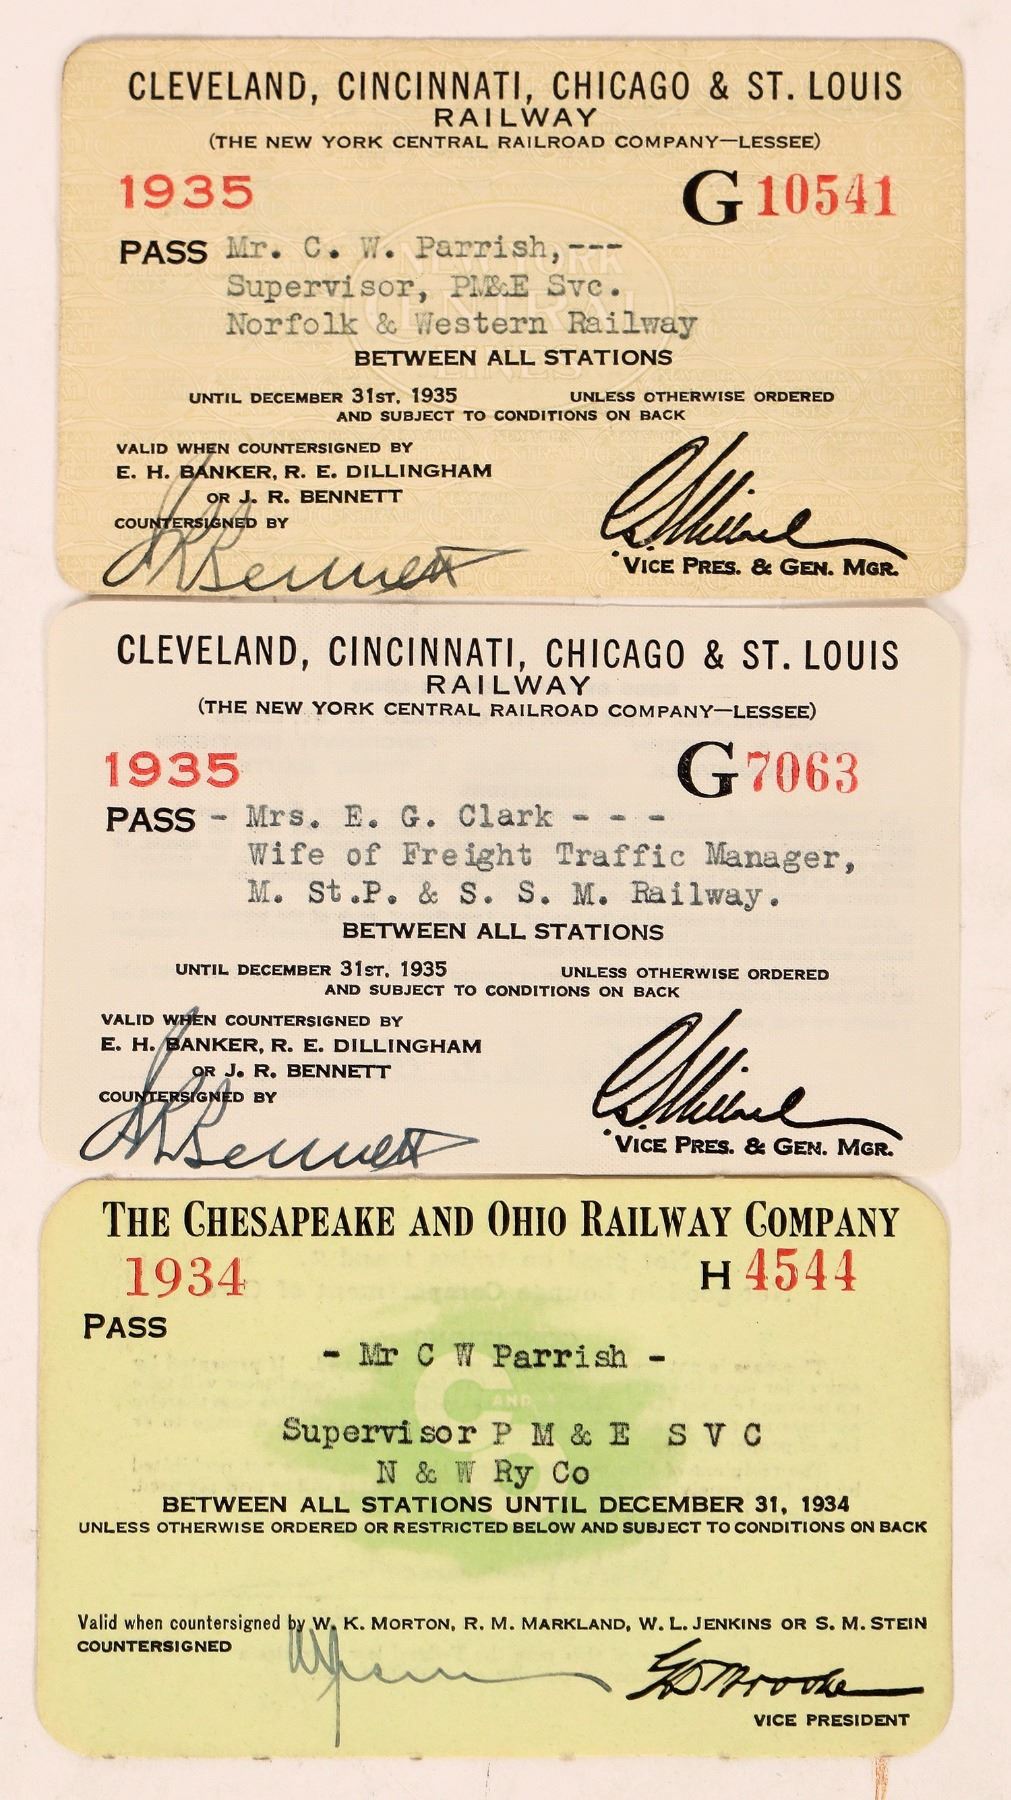 CLEVELAND, CINCINNATI, CHICAGO & ST. LOUIS
RAILWAY
(THE NEW YORK CENTRAL RAILROAD COMPANY—LESSEE)
1935 G 10541
PASS Mr. C. W. Parrish,---
Supervisor, PM&E Svc.
Norfolk & Western Railway
BETWEEN ALL STATIONS
UNTIL DECEMBER 31ST, 1935 UNLESS OTHERWISE ORDERED
AND SUBJECT TO CONDITIONS ON BACK
VALID WHEN COUNTERSIGNED BY
E. H. BANKER, R. E. DILLINGHAM
OR J. R. BENNETT
COUNTERSIGNED BY
JRBennett
VICE PRES. & GEN. MGR.
CLEVELAND, CINCINNATI, CHICAGO & ST. LOUIS
RAILWAY
(THE NEW YORK CENTRAL RAILROAD COMPANY—LESSEE)
1935 G 7063
PASS - Mrs. E. G. Clark - - -
Wife of Freight Traffic Manager,
M. St.P. & S. S. M. Railway.
BETWEEN ALL STATIONS
UNTIL DECEMBER 31ST, 1935 UNLESS OTHERWISE ORDERED
AND SUBJECT TO CONDITIONS ON BACK
VALID WHEN COUNTERSIGNED BY
E. H. BANKER, R. E. DILLINGHAM
OR J. R. BENNETT
COUNTERSIGNED BY
JRBennett
VICE PRES. & GEN. MGR.
THE CHESAPEAKE AND OHIO RAILWAY COMPANY
1934 H 4544
PASS
- Mr C W Parrish -
Supervisor P M & E S V C
N & W Ry Co
BETWEEN ALL STATIONS UNTIL DECEMBER 31, 1934
UNLESS OTHERWISE ORDERED OR RESTRICTED BELOW AND SUBJECT TO CONDITIONS ON BACK
Valid when countersigned by W. K. MORTON, R. M. MARKLAND, W. L. JENKINS OR S. M. STEIN
COUNTERSIGNED
VICE PRESIDENT